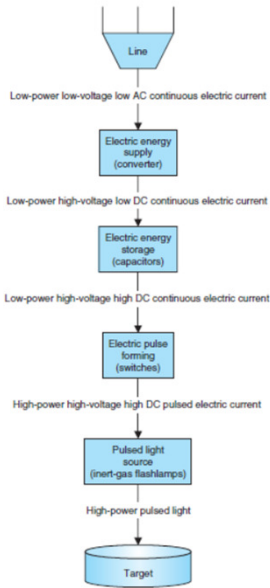 Line
Low-power low-voltage low AC continuous electric current
Electric energy
supply
(converter)
Low-power high-voltage low DC continuous electric current
Electric energy
storage
(capacitors)
Low-power high-voltage high DC continuous electric current
Electric pulse
forming
(switches)
High-power high-voltage high DC pulsed electric current
Pulsed light
source
(inert-gas flashlamps)
High-power pulsed light
Target